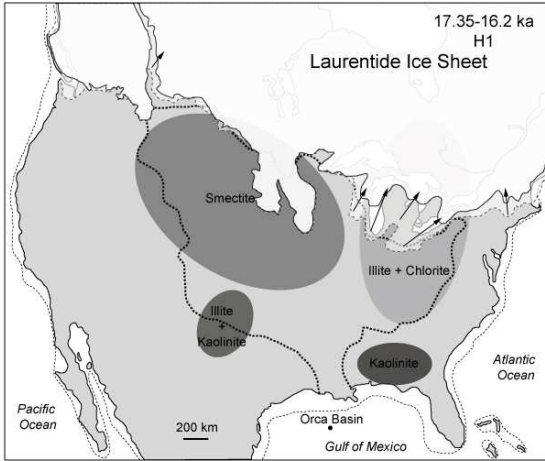 17.35-16.2 ka
H1
Laurentide Ice Sheet
Smectite
Illite + Chlorite
Illite
+
Kaolinite
Kaolinite
Atlantic
Ocean
Pacific
Ocean
200 km
Orca Basin
Gulf of Mexico